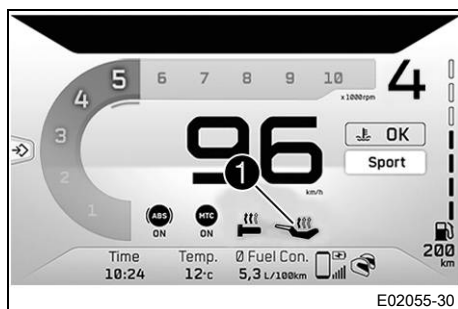 5 6 7 8 9 10
4
x1000rpm
4
3
2
1
96
km/h
OK
Sport
1
(ABS) MTC
ON ON
200
km
Time Temp. Ø Fuel Con.
10:24 12°c 5,3 L/100km
E02055-30